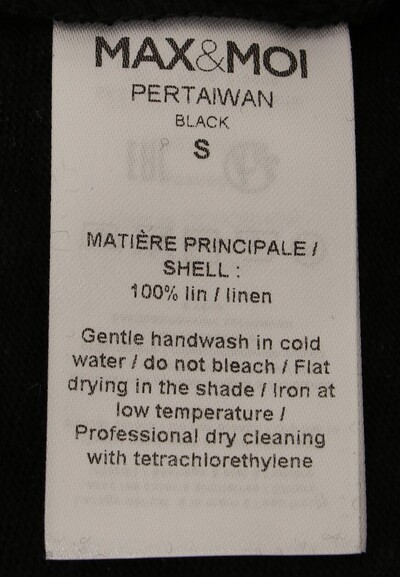 MAX&MOI
PERTAIWAN
BLACK
S
MATIÈRE PRINCIPALE /
SHELL :
100% lin / linen
Gentle handwash in cold
water / do not bleach / Flat
drying in the shade / Iron at
low temperature /
Professional dry cleaning
with tetrachlorethylene